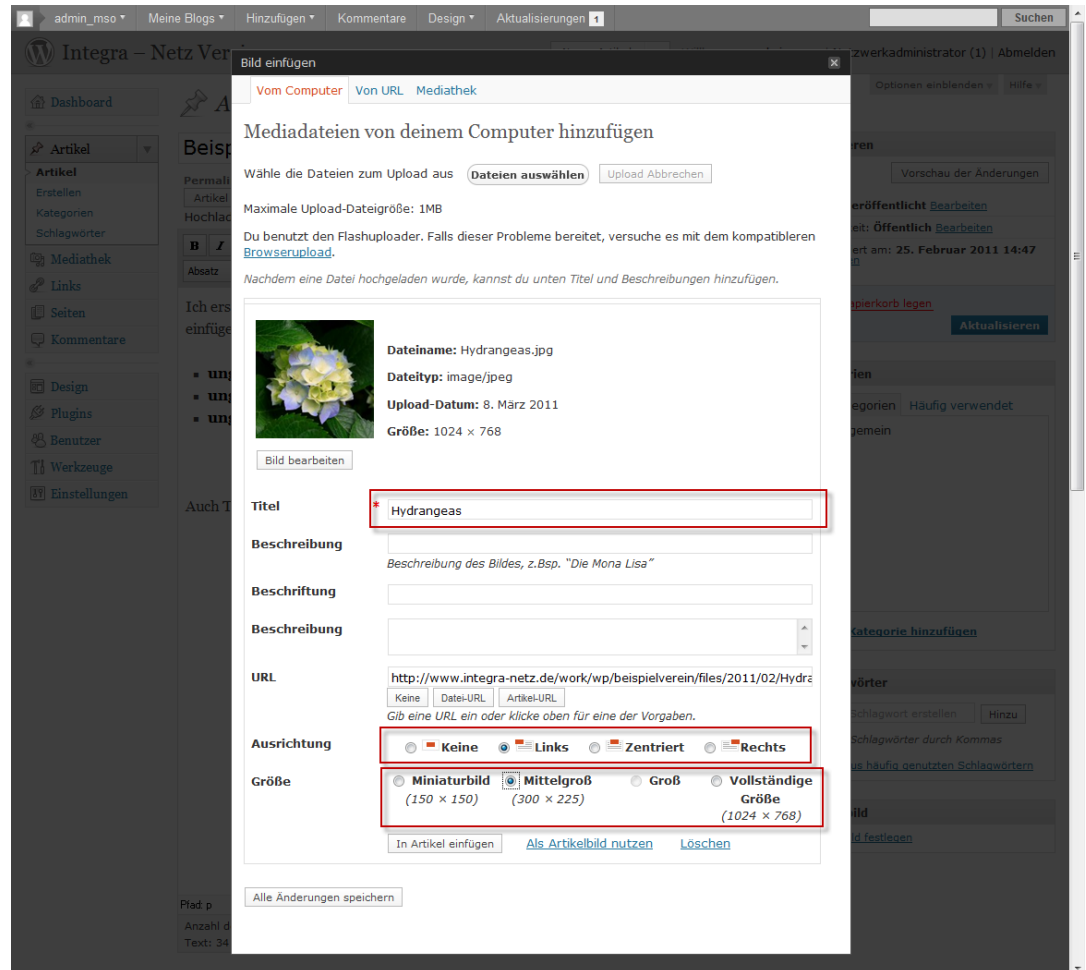 admin_mso Meine Blogs Hinzufügen Kommentare Design Aktualisierungen 1 Suchen
Integra – Netz Ver
zwerkadministrator (1) | Abmelden
Optionen einblenden Hilfe
Dashboard
Artikel
Artikel
Erstellen
Kategorien
Schlagwörter
Mediathek
Links
Seiten
Kommentare
Design
Plugins
Benutzer
Werkzeuge
Einstellungen
A
Beisp
Permali
Artikel
Hochlad
B I
Absatz
Ich ers
einfüge
ung
ung
ung
Auch T
Pfad: p
Anzahl d
Text: 34
Bild einfügen
Vom Computer Von URL Mediathek
Mediadateien von deinem Computer hinzufügen
Wähle die Dateien zum Upload aus Dateien auswählen Upload Abbrechen
Maximale Upload-Dateigröße: 1MB
Du benutzt den Flashuploader. Falls dieser Probleme bereitet, versuche es mit dem kompatibleren
Browserupload.
Nachdem eine Datei hochgeladen wurde, kannst du unten Titel und Beschreibungen hinzufügen.
Dateiname: Hydrangeas.jpg
Dateityp: image/jpeg
Upload-Datum: 8. März 2011
Größe: 1024 × 768
Bild bearbeiten
Titel * Hydrangeas
Beschreibung
Beschreibung des Bildes, z.Bsp. “Die Mona Lisa”
Beschriftung
Beschreibung
URL http://www.integra-netz.de/work/wp/beispielverein/files/2011/02/Hydra
Keine Datei-URL Artikel-URL
Gib eine URL ein oder klicke oben für eine der Vorgaben.
Ausrichtung Keine Links Zentriert Rechts
Größe Miniaturbild Mittelgroß Groß Vollständige
Größe
(150 × 150) (300 × 225)
(1024 × 768)
In Artikel einfügen Als Artikelbild nutzen Löschen
Alle Änderungen speichern
ren
Vorschau der Änderungen
eröffentlicht Bearbeiten
eit: Öffentlich Bearbeiten
ert am: 25. Februar 2011 14:47
n
apierkorb legen
Aktualisieren
rien
egorien Häufig verwendet
gemein
Kategorie hinzufügen
wörter
Schlagwort erstellen Hinzu
Schlagwörter durch Kommas
us häufig genutzten Schlagwörtern
ild
ld festlegen